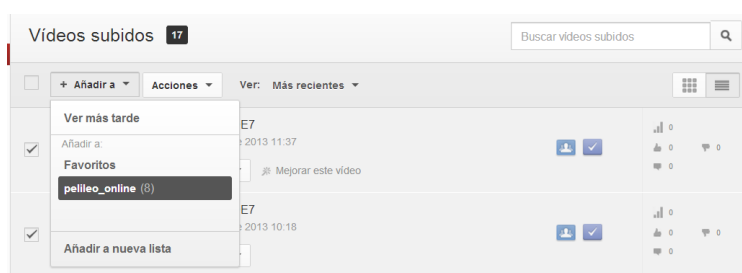 Vídeos subidos 17
Buscar vídeos subidos
+ Añadir a Acciones Ver: Más recientes
Ver más tarde
Añadir a:
Favoritos
pelileo_online (8)
Añadir a nueva lista
E7
2013 11:37
Mejorar este vídeo
0
0 0
0
E7
2013 10:18
0
0 0
0